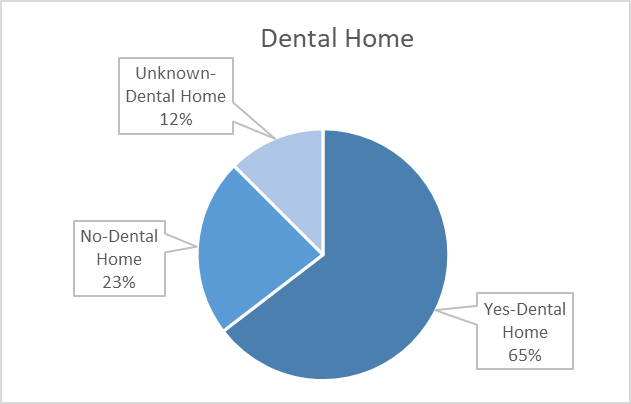 Dental Home
Unknown-
Dental Home
12%
No-Dental
Home
23%
Yes-Dental
Home
65%